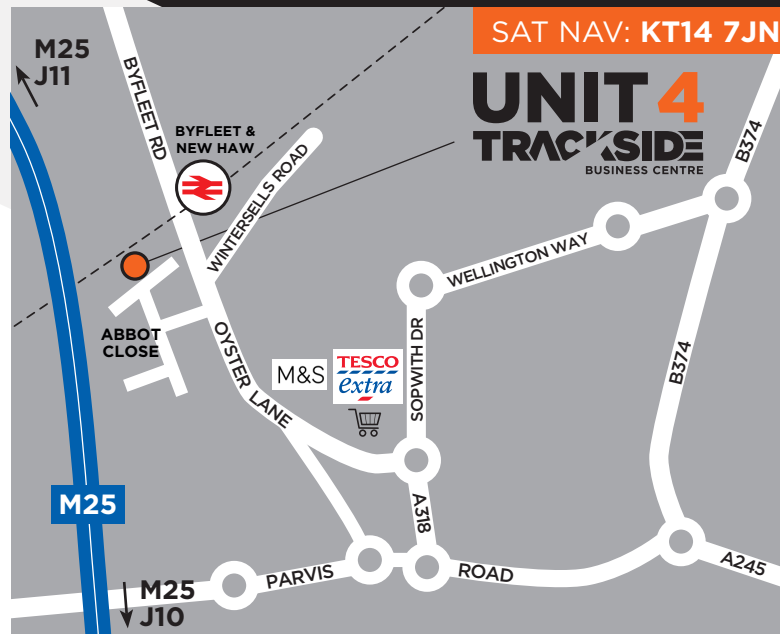 SAT NAV: KT14 7JN
UNIT 4
TRACKSIDE
BUSINESS CENTRE
M25
J11
BYFLEET RD
BYFLEET &
NEW HAW
WINTERSELLS ROAD
B374
WELLINGTON WAY
ABBOT
CLOSE
OYSTER LANE
M&S
TESCO
extra
SOPWITH DR
B374
M25
A318
PARVIS
ROAD
A245
M25
J10